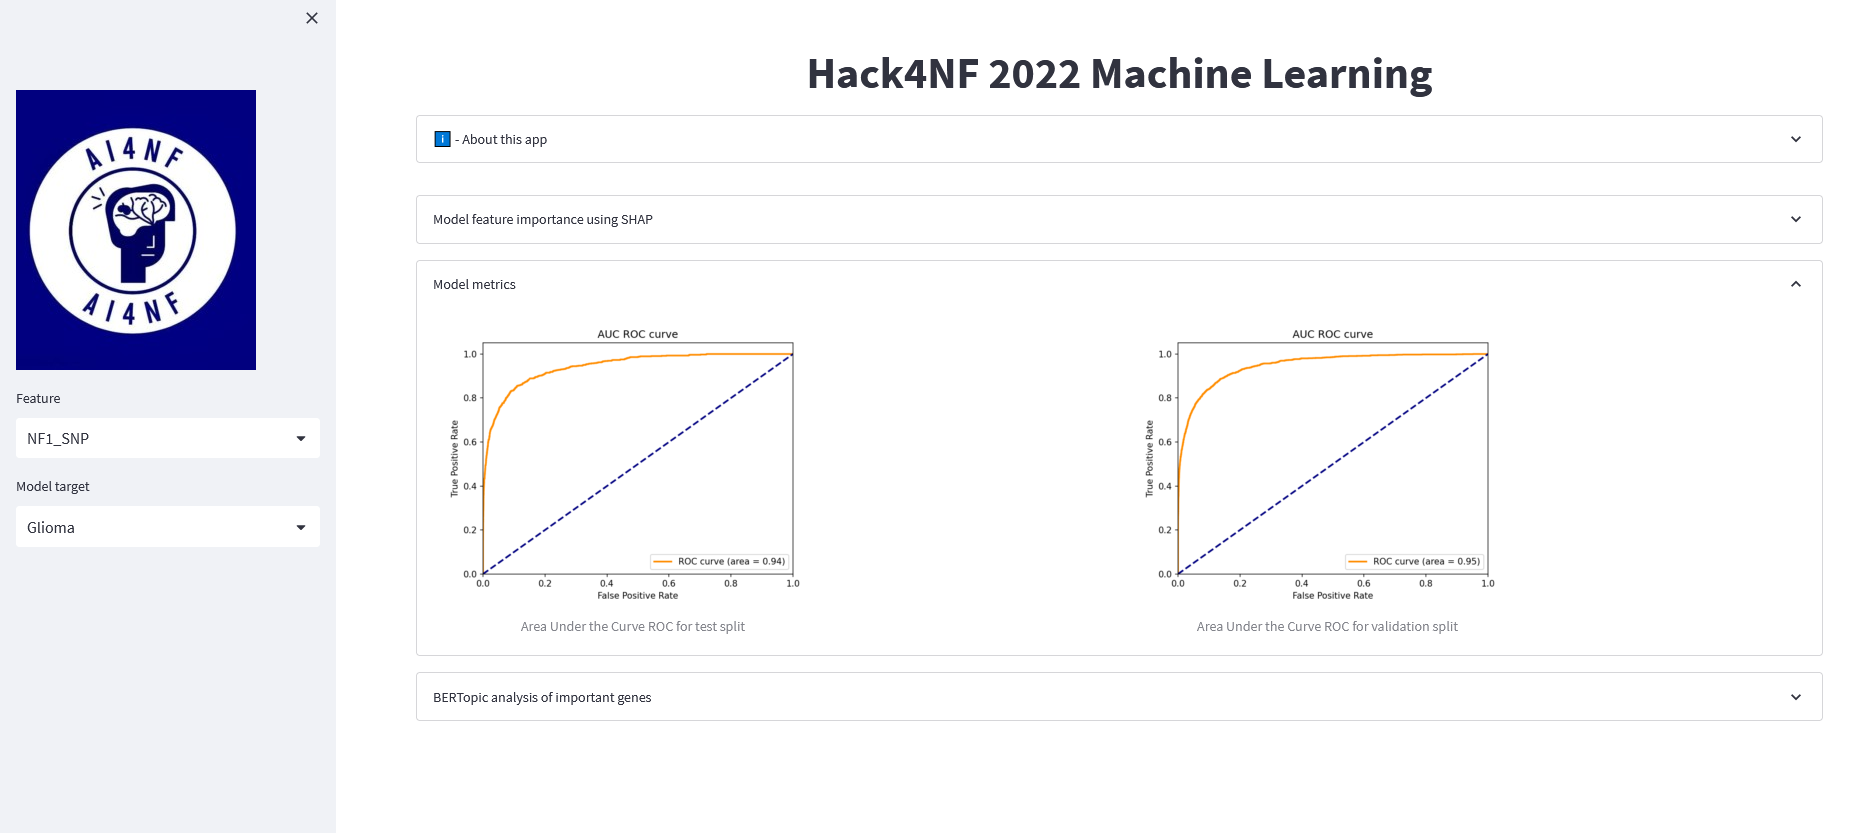 AI4NF
AI4NF
Feature
NF1_SNP
Model target
Glioma
Hack4NF 2022 Machine Learning
i - About this app
Model feature importance using SHAP
Model metrics
AUC ROC curve
True Positive Rate
1.0
0.8
0.6
0.4
0.2
0.0
ROC curve (area = 0.94)
0.0 0.2 0.4 0.6 0.8 1.0
False Positive Rate
Area Under the Curve ROC for test split
AUC ROC curve
True Positive Rate
1.0
0.8
0.6
0.4
0.2
0.0
ROC curve (area = 0.95)
0.0 0.2 0.4 0.6 0.8 1.0
False Positive Rate
Area Under the Curve ROC for validation split
BERTopic analysis of important genes